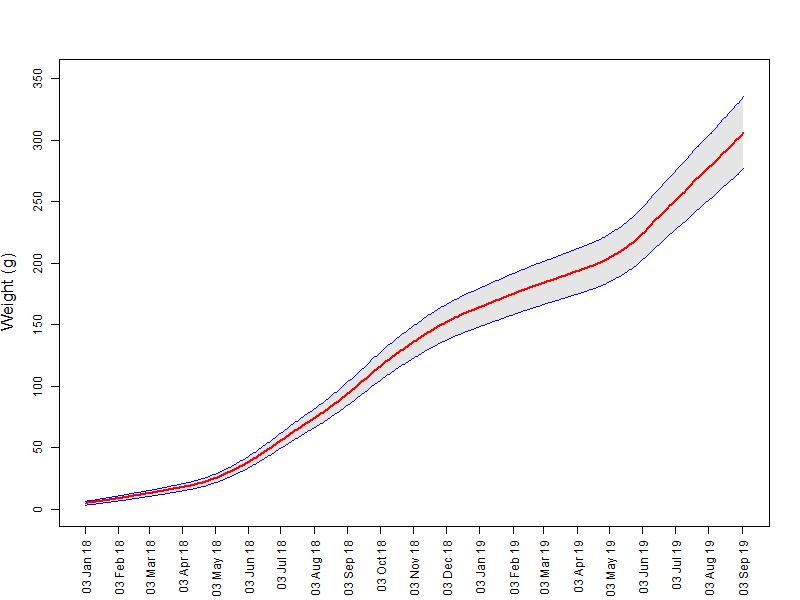 Weight (g)
350
300
250
200
150
100
50
0
03 Jan 18
03 Feb 18
03 Mar 18
03 Apr 18
03 May 18
03 Jun 18
03 Jul 18
03 Aug 18
03 Sep 18
03 Oct 18
03 Nov 18
03 Dec 18
03 Jan 19
03 Feb 19
03 Mar 19
03 Apr 19
03 May 19
03 Jun 19
03 Jul 19
03 Aug 19
03 Sep 19